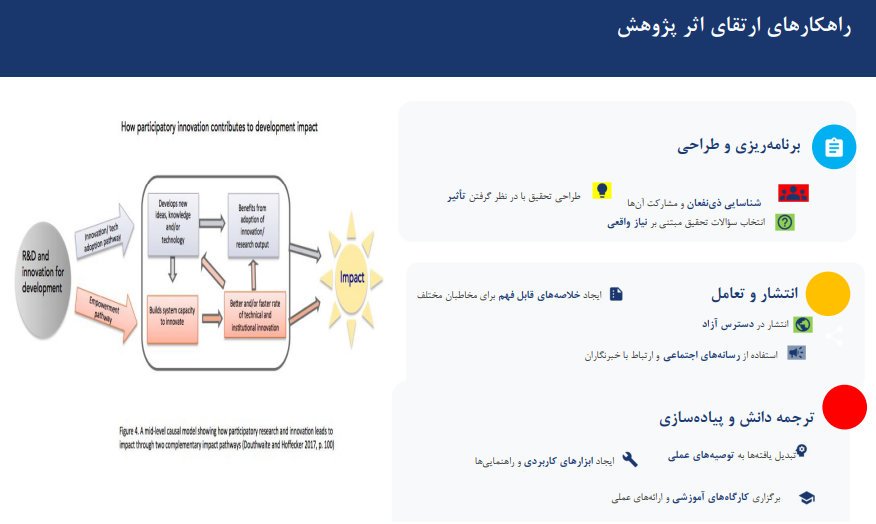 راهکارهای ارتقای اثر پژوهش
برنامه‌ریزی و طراحی
شناسایی ذی‌نفعان و مشارکت آن‌ها
طراحی تحقیق با در نظر گرفتن تأثیر
انتخاب سؤالات تحقیق مبتنی بر نیاز واقعی
انتشار و تعامل
ایجاد خلاصه‌های قابل فهم برای مخاطبان مختلف
انتشار در دسترس آزاد
استفاده از رسانه‌های اجتماعی و ارتباط با خبرنگاران
ترجمه دانش و پیاده‌سازی
تبدیل یافته‌ها به توصیه‌های عملی
ایجاد ابزارهای کاربردی و راهنمایی‌ها
برگزاری کارگاه‌های آموزشی و ارائه‌های عملی
How participatory innovation contributes to development impact
R&D and
innovation for
development
Innovation/ tech
adoption pathway
Empowerment
pathway
Develops new
ideas, knowledge
and/or
technology
Benefits from
adoption of
innovation/
research output
Builds system capacity
to innovate
Better and/or faster rate
of technical and
institutional innovation
Impact
Figure 4. A mid-level causal model showing how participatory research and innovation leads to
impact through two complementary impact pathways (Douthwaite and Hoffecker 2017, p. 100)